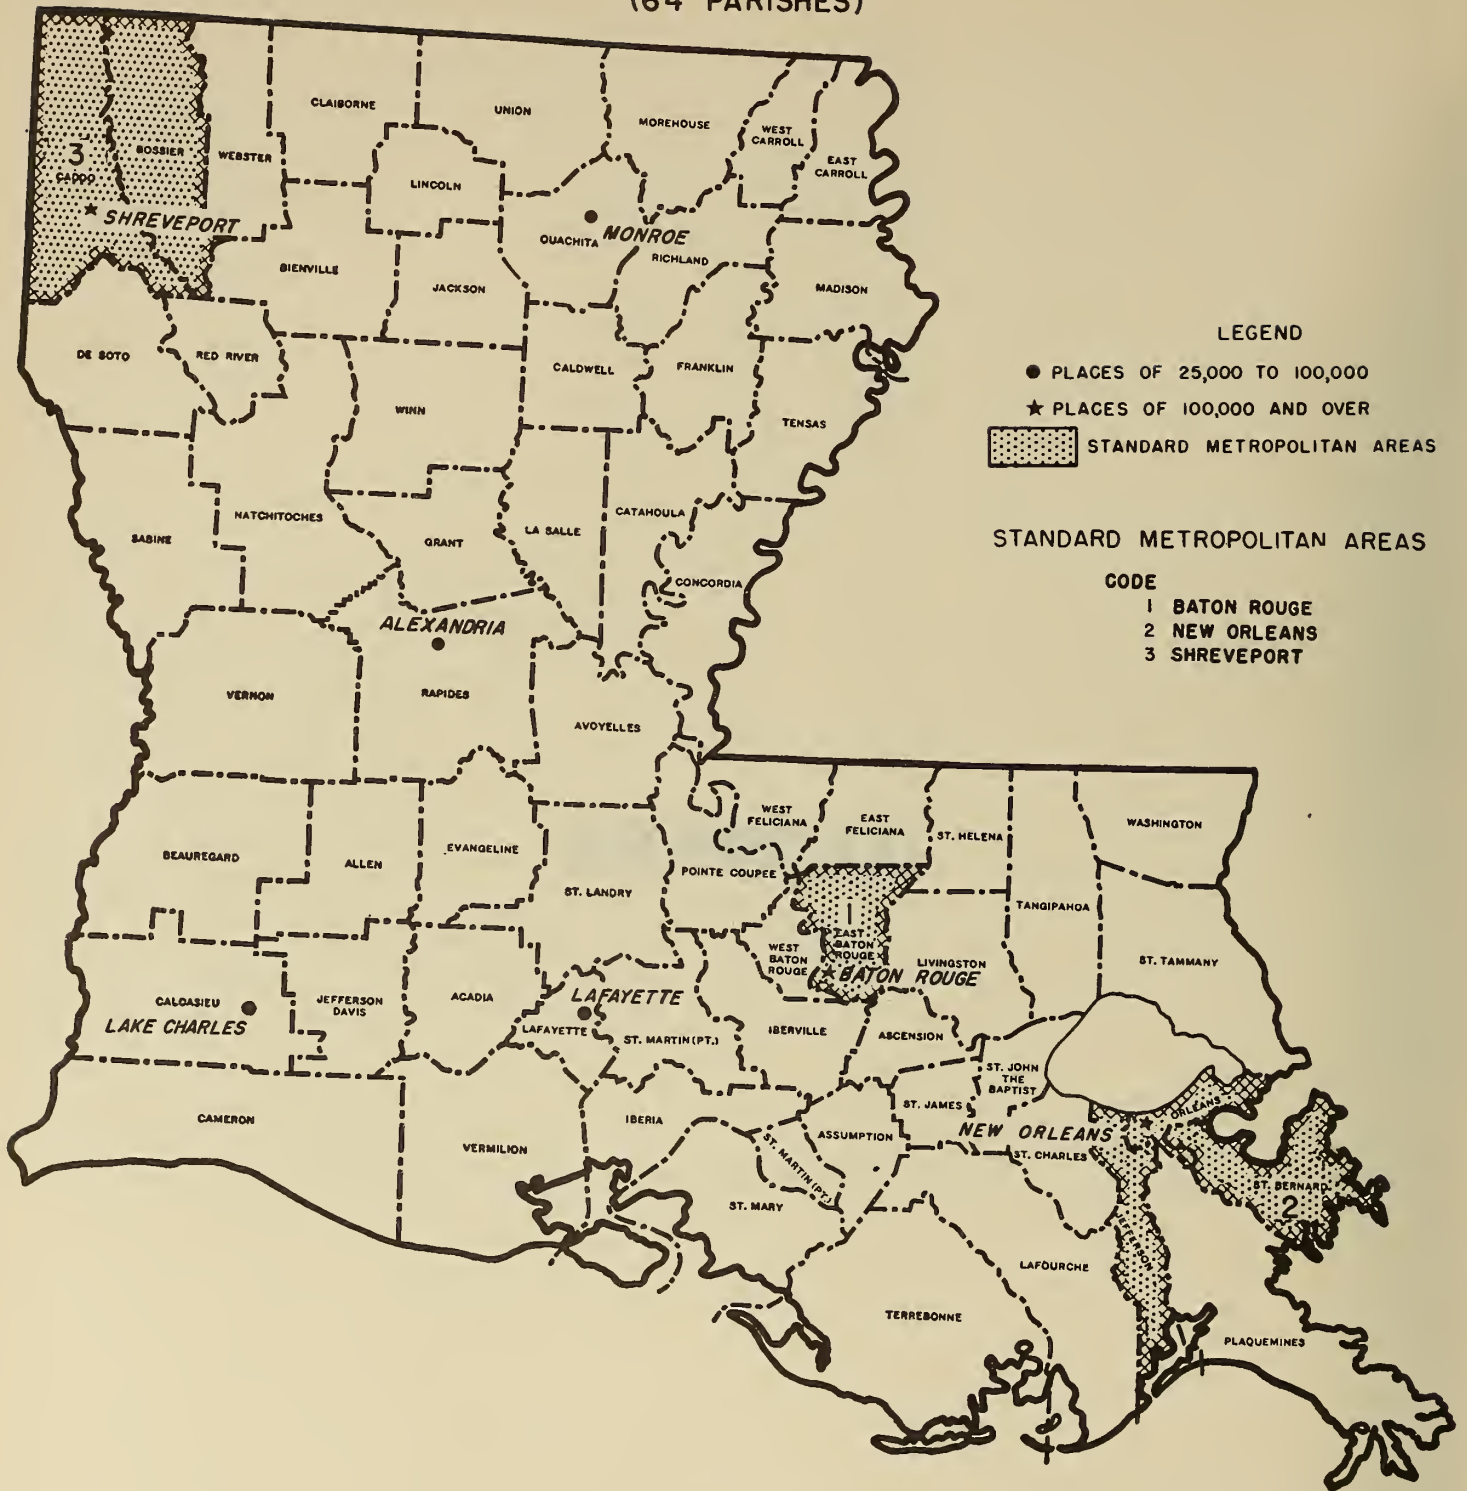 (64 PARISHES)
CLAIBORNE
UNION
MOREHOUSE
WEST
CARROLL
EAST
CARROLL
3
CADDO
BOSSIER
WEBSTER
LINCOLN
SHREVEPORT
OUACHITA
MONROE
RICHLAND
BIENVILLE
JACKSON
MADISON
DE SOTO
RED RIVER
CALDWELL
FRANKLIN
WINN
TENSAS
NATCHITOCHES
SABINE
GRANT
LA SALLE
CATAHOULA
CONCORDIA
ALEXANDRIA
VERNON
RAPIDES
AVOYELLES
LEGEND
PLACES OF 25,000 TO 100,000
PLACES OF 100,000 AND OVER
STANDARD METROPOLITAN AREAS
STANDARD METROPOLITAN AREAS
CODE
1 BATON ROUGE
2 NEW ORLEANS
3 SHREVEPORT
BEAUREGARD
ALLEN
EVANGELINE
ST. LANDRY
POINTE COUPEE
WEST
FELICIANA
EAST
FELICIANA
ST. HELENA
WASHINGTON
TANGIPAHOA
1
EAST
BATON
ROUGE
WEST
BATON
ROUGE
BATON ROUGE
LIVINGSTON
ST. TAMMANY
CALCASIEU
LAKE CHARLES
JEFFERSON
DAVIS
ACADIA
LAFAYETTE
LAFAYETTE
ST. MARTIN (PT.)
IBERVILLE
ASCENSION
ST. JOHN
THE
BAPTIST
CAMERON
VERMILION
IBERIA
ST. MARTIN (PT.)
ASSUMPTION
ST. JAMES
NEW ORLEANS
ORLEANS
ST. CHARLES
ST. BERNARD
2
ST. MARY
JEFFERSON
LAFOURCHE
TERREBONNE
PLAQUEMINES